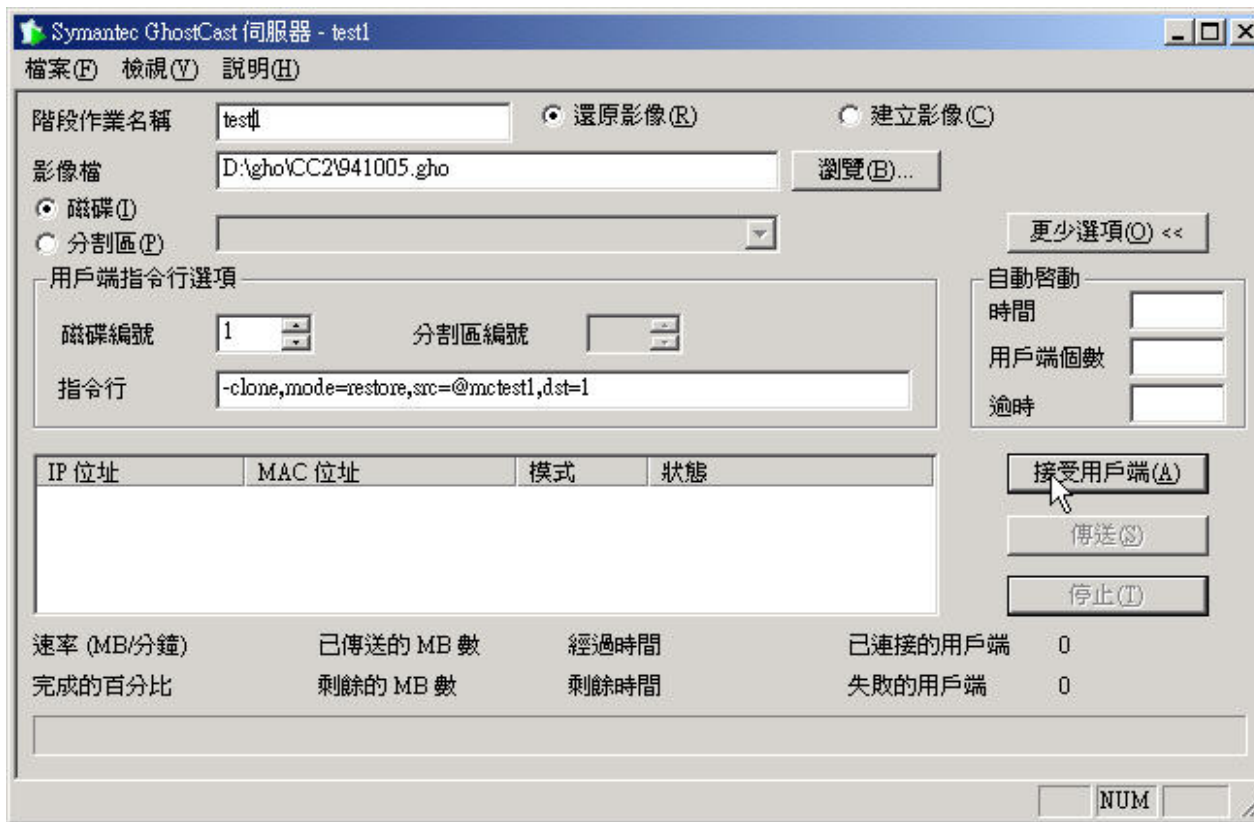 Symantec GhostCast 伺服器 - test1
檔案(F) 檢視(V) 說明(H)
階段作業名稱 test1 還原影像(R) 建立影像(C)
影像檔 D:\gho\CC2\941005.gho 瀏覽(B)...
磁碟(I)
分割區(P) 更少選項(O) <<
用戶端指令行選項 自動啓動
時間
磁碟編號 1 分割區編號
用戶端個數
指令行 -clone,mode=restore,src=@mctest1,dst=1
逾時
IP 位址 MAC 位址 模式 狀態 接受用戶端(A)
傳送(S)
停止(T)
速率 (MB/分鐘) 已傳送的 MB 數 經過時間 已連接的用戶端 0
完成的百分比 剩餘的 MB 數 剩餘時間 失敗的用戶端 0
NUM